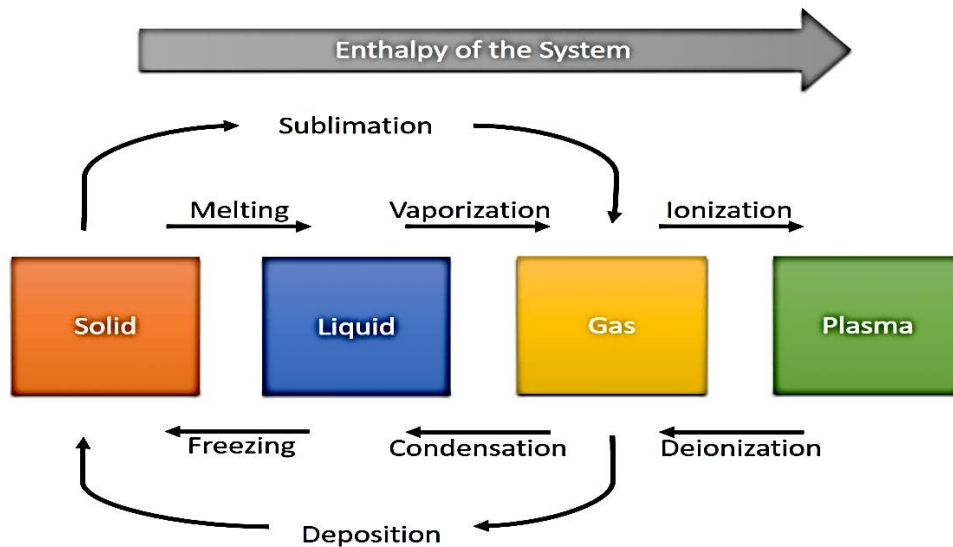 Enthalpy of the System
Sublimation
Melting Vaporization Ionization
Solid Liquid Gas Plasma
Freezing Condensation Deionization
Deposition